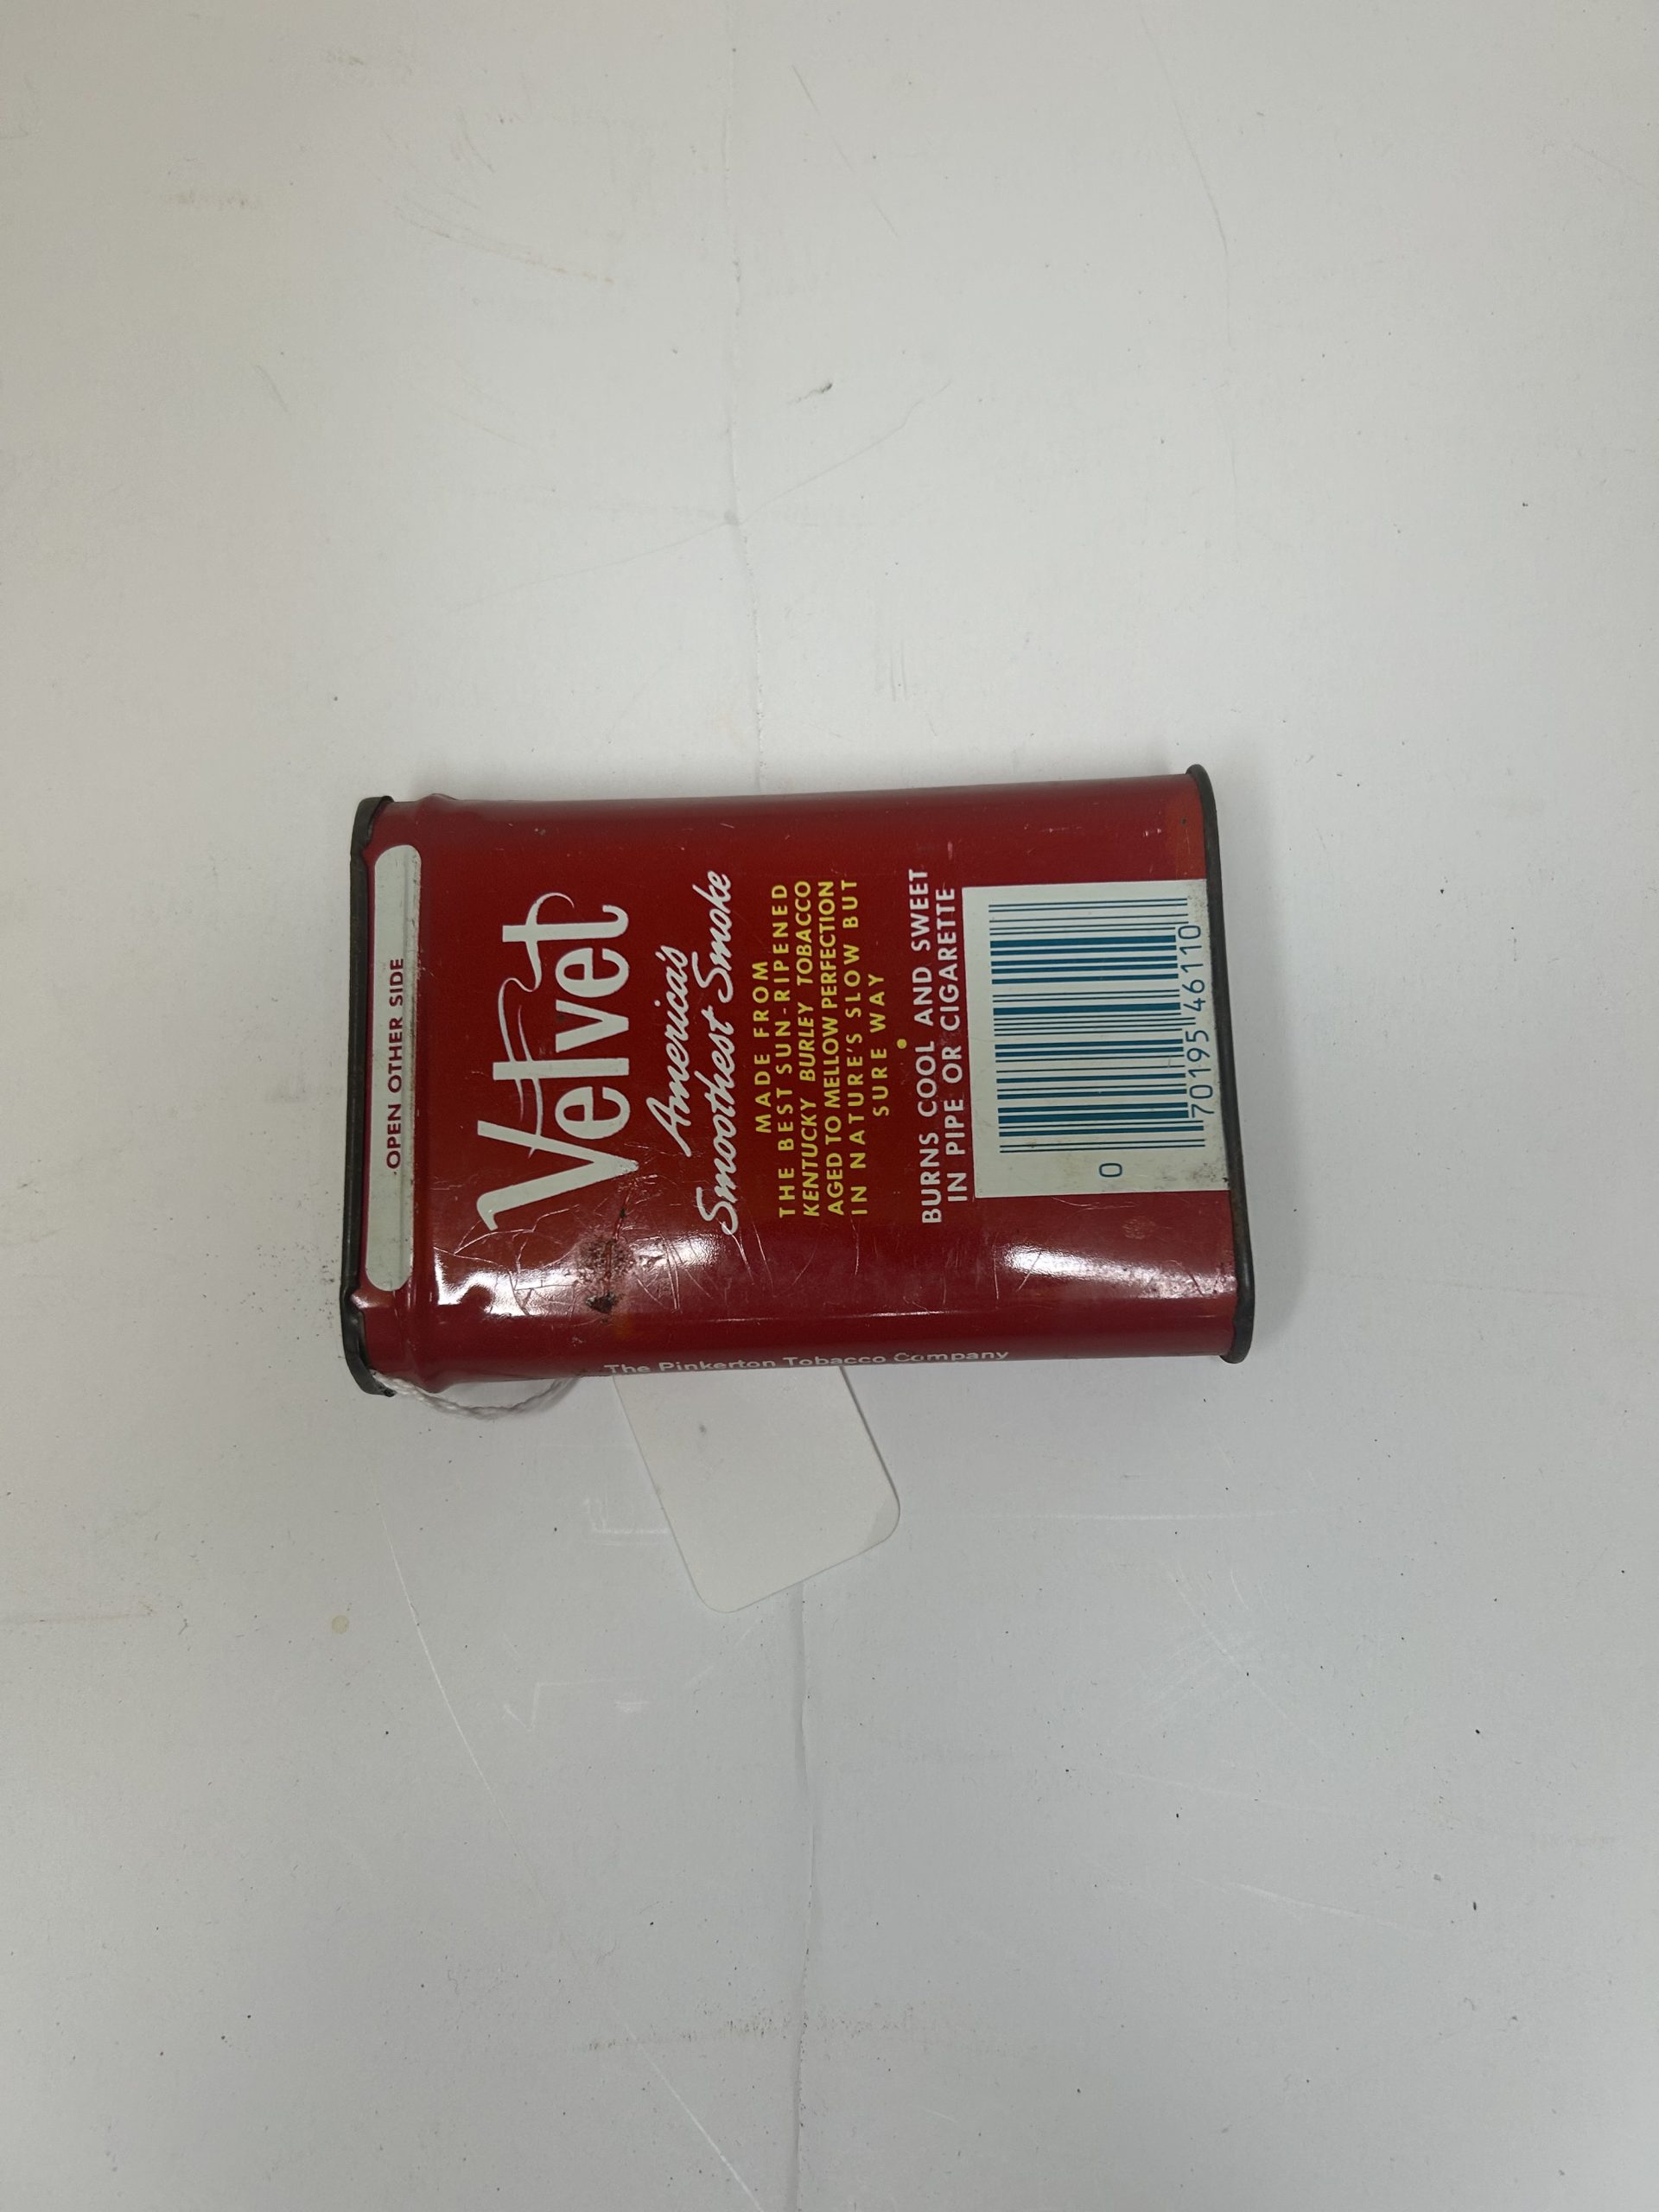 OPEN OTHER SIDE
Velvet
America's
Smoothest Smoke
MADE FROM
THE BEST SUN-RIPENED
KENTUCKY BURLEY TOBACCO
AGED TO MELLOW PERFECTION
IN NATURE'S SLOW BUT
SURE WAY
BURNS COOL AND SWEET
IN PIPE OR CIGARETTE
0 70195 46110
The Pinkerton Tobacco Company